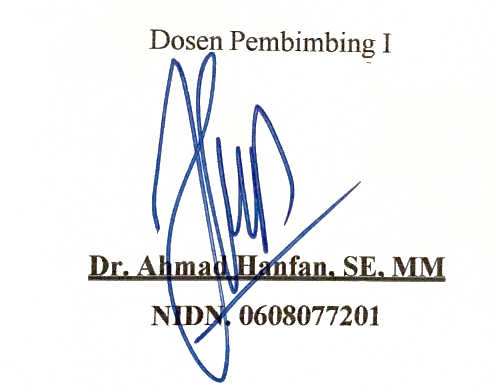 Dosen Pembimbing I
Dr. Ahmad Hanfan, SE, MM
NIDN. 0608077201